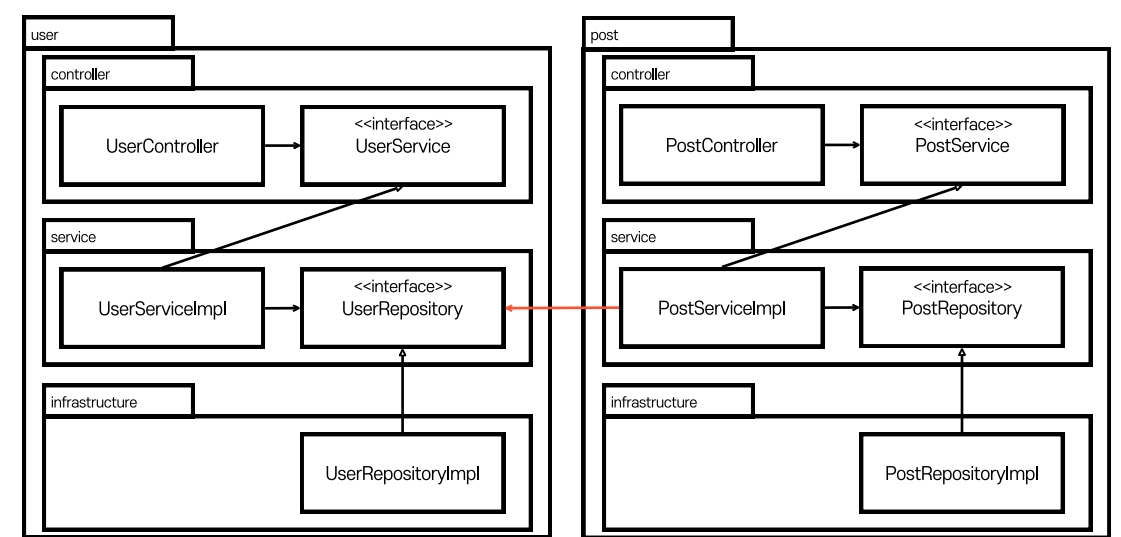 user
controller
UserController
<<interface>>
UserService
service
UserServiceImpl
<<interface>>
UserRepository
infrastructure
UserRepositoryImpl
post
controller
PostController
<<interface>>
PostService
service
PostServiceImpl
<<interface>>
PostRepository
infrastructure
PostRepositoryImpl